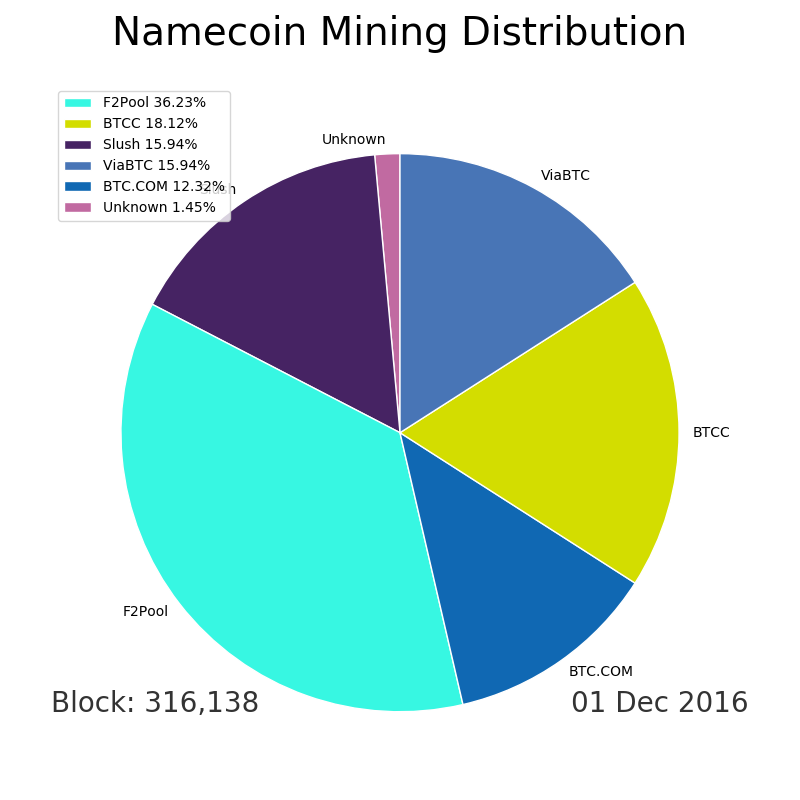 Namecoin Mining Distribution
F2Pool 36.23%
BTCC 18.12%
Slush 15.94%
ViaBTC 15.94%
BTC.COM 12.32%
Unknown 1.45%
Unknown
ViaBTC
Slush
BTCC
F2Pool
BTC.COM
Block: 316,138
01 Dec 2016